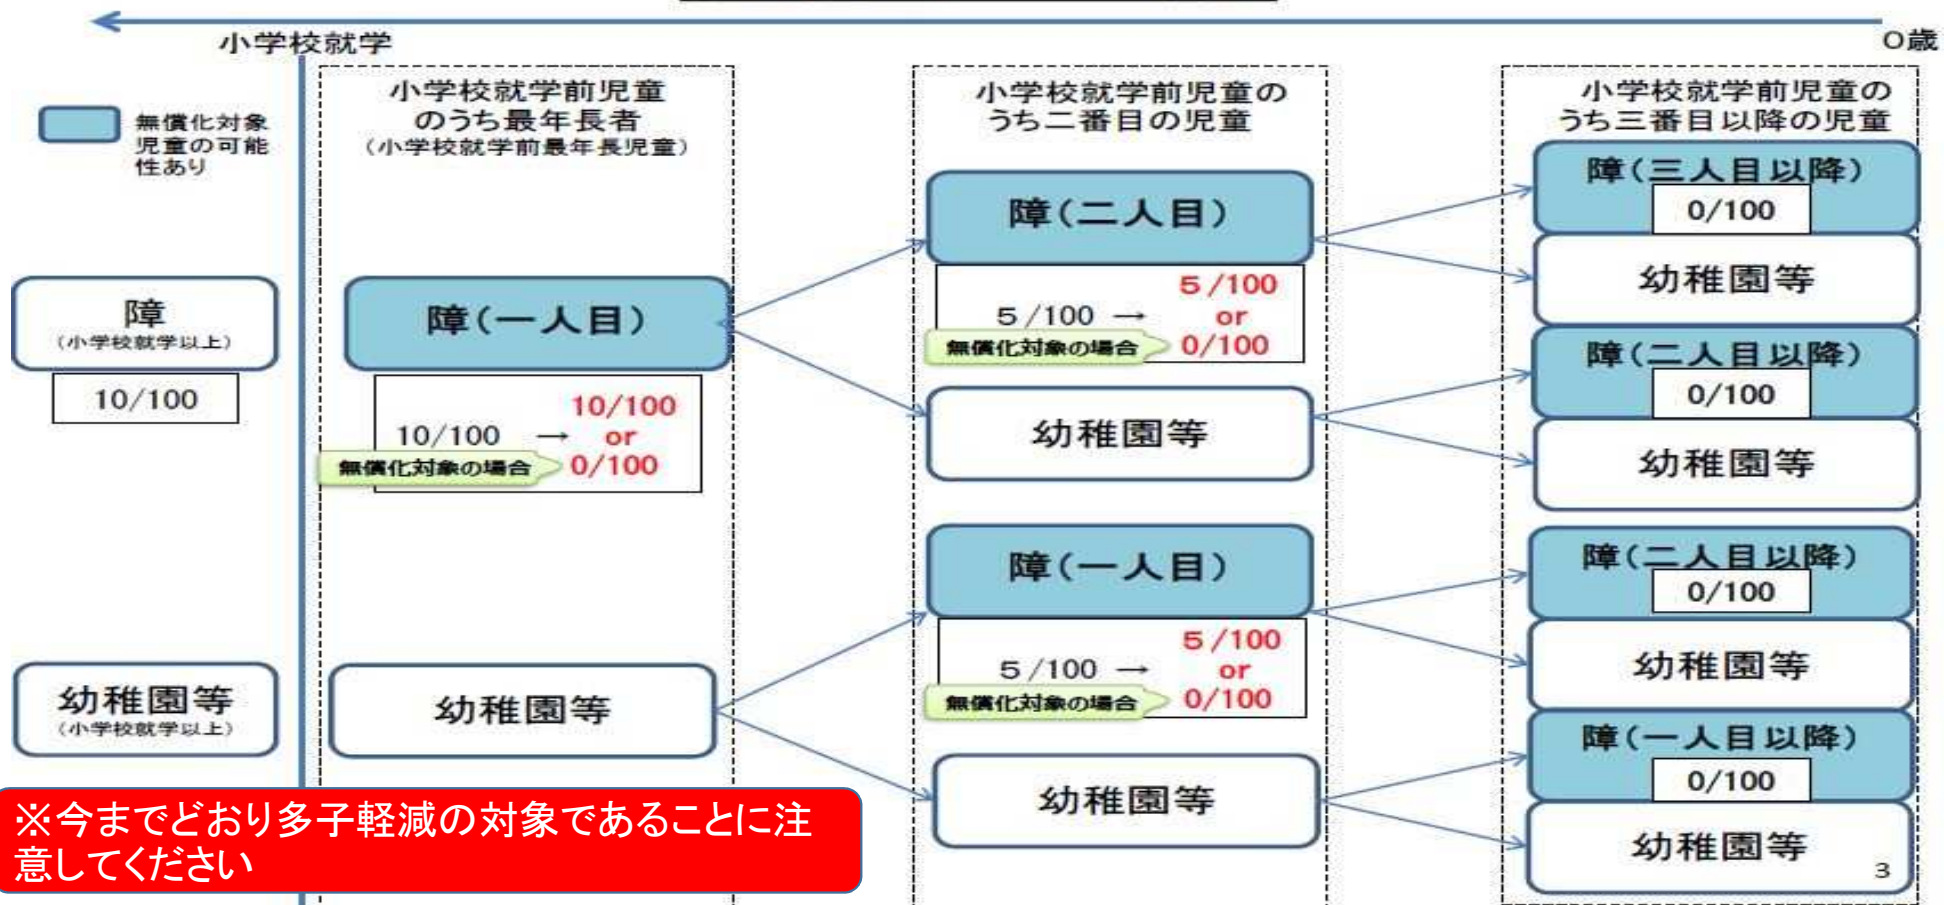 小学校就学
0歳
無償化対象
児童の可能
性あり
障
(小学校就学以上)
10/100
幼稚園等
(小学校就学以上)
小学校就学前児童
のうち最年長者
(小学校就学前最年長児童)
障(一人目)
10/100 → 10/100
or
0/100
無償化対象の場合
幼稚園等
小学校就学前児童の
うち二番目の児童
障(二人目)
5/100 → 5/100
or
0/100
無償化対象の場合
幼稚園等
障(一人目)
5/100 → 5/100
or
0/100
無償化対象の場合
幼稚園等
小学校就学前児童の
うち三番目以降の児童
障(三人目以降)
0/100
幼稚園等
障(二人目以降)
0/100
幼稚園等
障(二人目以降)
0/100
幼稚園等
障(一人目以降)
0/100
幼稚園等
※今までどおり多子軽減の対象であることに注
意してください
3